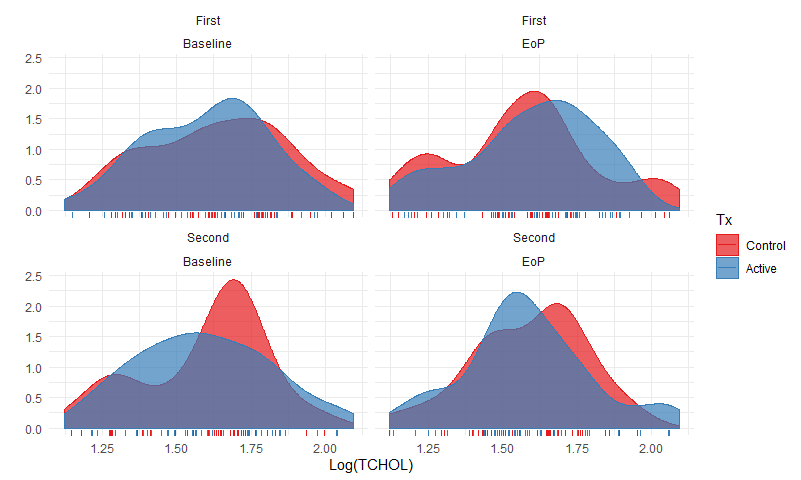 First
First
Baseline
EoP
2.5
2.0
1.5
1.0
0.5
0.0
Second
Second
Baseline
EoP
2.5
2.0
1.5
1.0
0.5
0.0
1.25
1.50
1.75
2.00
1.25
1.50
1.75
2.00
Log(TCHOL)
Tx
Control
Active